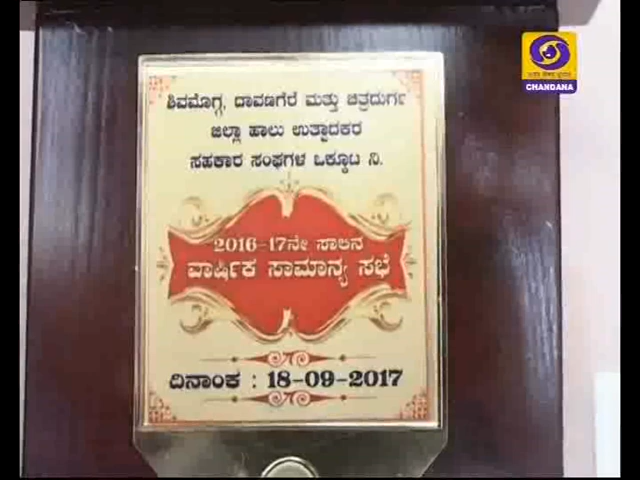 ಶಿವಮೊಗ್ಗ, ದಾವಣಗೆರೆ ಮತ್ತು ಚಿತ್ರದುರ್ಗ
ಜಿಲ್ಲಾ ಹಾಲು ಉತ್ಪಾದಕರ
ಸಹಕಾರ ಸಂಘಗಳ ಒಕ್ಕೂಟ ನಿ.
2016-17ನೇ ಸಾಲಿನ
ವಾರ್ಷಿಕ ಸಾಮಾನ್ಯ ಸಭೆ
ದಿನಾಂಕ : 18-09-2017
CHANDANA